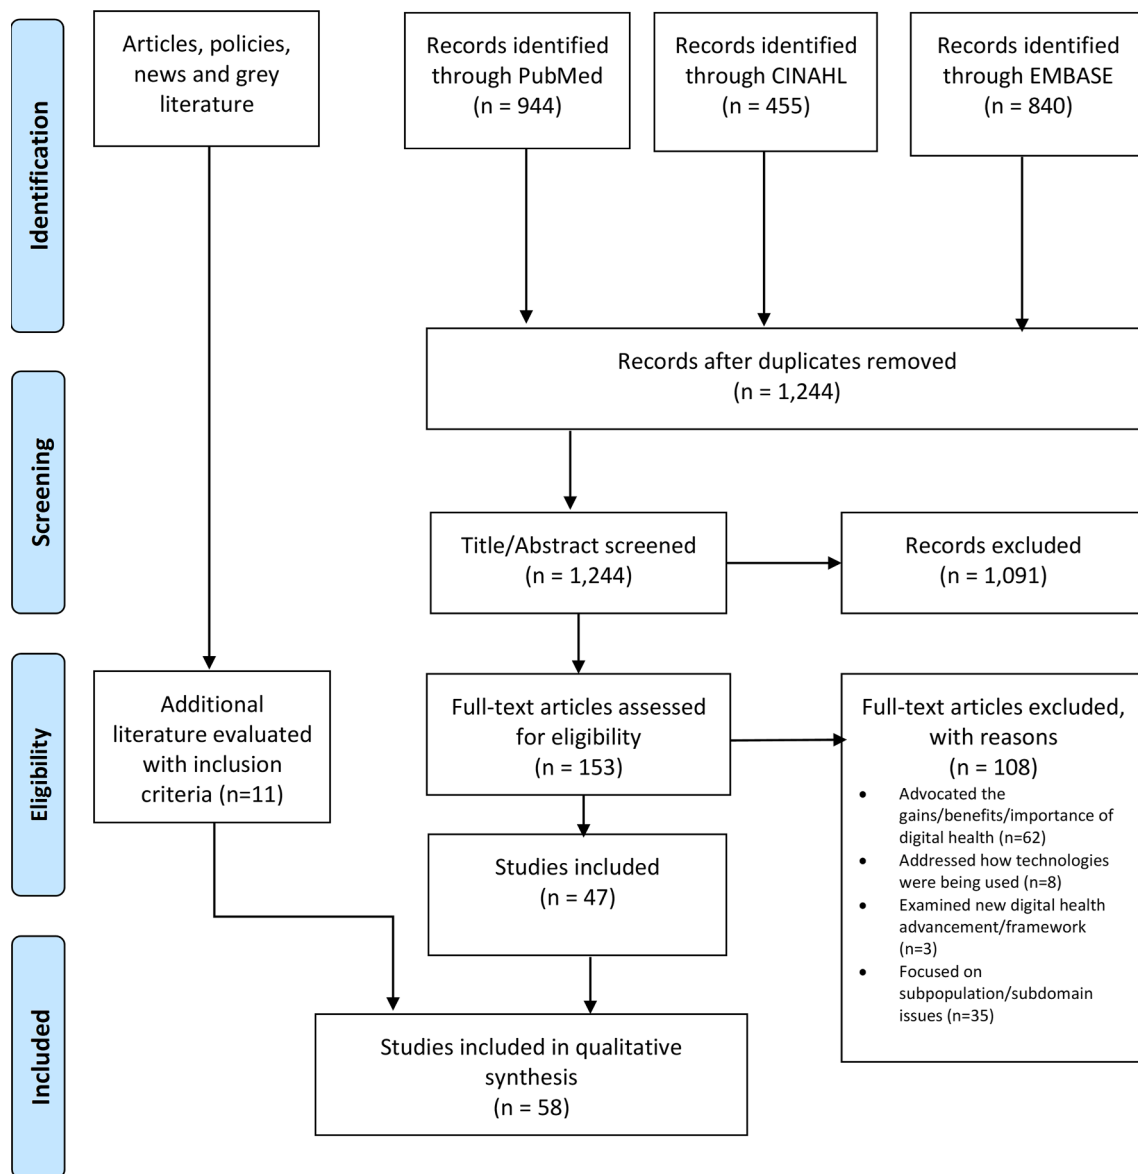 Identification
Articles, policies,
news and grey
literature
Records identified
through PubMed
(n = 944)
Records identified
through CINAHL
(n = 455)
Records identified
through EMBASE
(n = 840)
Records after duplicates removed
(n = 1,244)
Screening
Title/Abstract screened
(n = 1,244)
Records excluded
(n = 1,091)
Eligibility
Additional
literature evaluated
with inclusion
criteria (n=11)
Full-text articles assessed
for eligibility
(n = 153)
Full-text articles excluded,
with reasons
(n = 108)
• Advocated the
gains/benefits/importance of
digital health (n=62)
• Addressed how technologies
were being used (n=8)
• Examined new digital health
advancement/framework
(n=3)
• Focused on
subpopulation/subdomain
issues (n=35)
Studies included
(n = 47)
Included
Studies included in qualitative
synthesis
(n = 58)